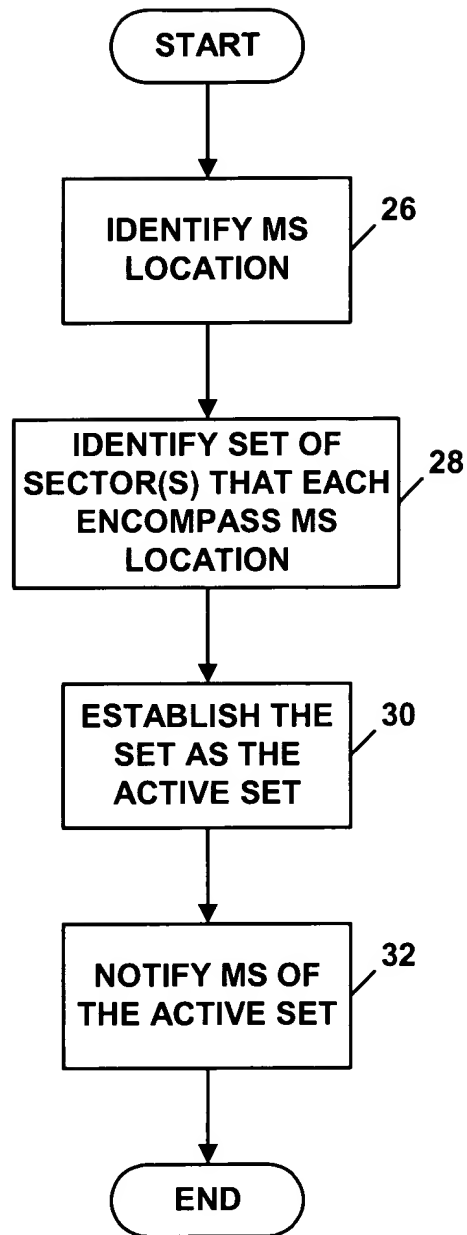 START
IDENTIFY MS
LOCATION
26
IDENTIFY SET OF
SECTOR(S) THAT EACH
ENCOMPASS MS
LOCATION
28
ESTABLISH THE
SET AS THE
ACTIVE SET
30
NOTIFY MS OF
THE ACTIVE SET
32
END